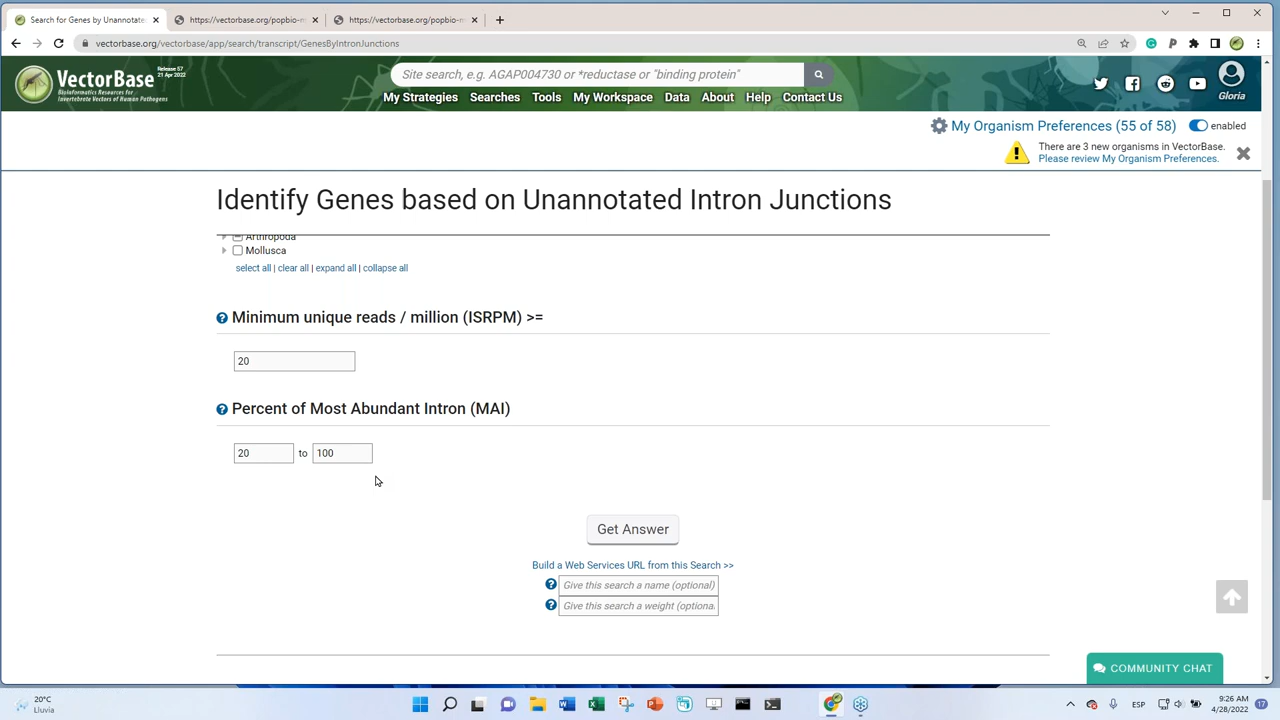 Search for Genes by Unannotate
https://vectorbase.org/popbio-m
https://vectorbase.org/popbio-m
vectorbase.org/vectorbase/app/search/transcript/GenesByIntronJunctions
VectorBase
Release 57
21 Apr 2022
Bioinformatics Resources for
Invertebrate Vectors of Human Pathogens
Site search, e.g. AGAP004730 or *reductase or "binding protein"
My Strategies Searches Tools My Workspace Data About Help Contact Us
Gloria
My Organism Preferences (55 of 58) enabled
There are 3 new organisms in VectorBase.
Please review My Organism Preferences.
Identify Genes based on Unannotated Intron Junctions
Arthropoda
Mollusca
select all | clear all | expand all | collapse all
Minimum unique reads / million (ISRPM) >=
20
Percent of Most Abundant Intron (MAI)
20 to 100
Get Answer
Build a Web Services URL from this Search >>
Give this search a name (optional)
Give this search a weight (optional
COMMUNITY CHAT
20°C
Lluvia
ESP
9:26 AM
4/28/2022
17